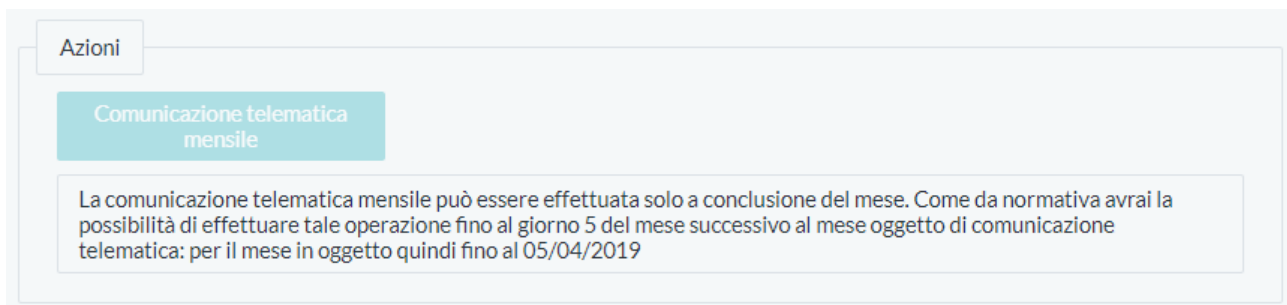 Azioni
Comunicazione telematica
mensile
La comunicazione telematica mensile può essere effettuata solo a conclusione del mese. Come da normativa avrai la
possibilità di effettuare tale operazione fino al giorno 5 del mese successivo al mese oggetto di comunicazione
telematica: per il mese in oggetto quindi fino al 05/04/2019